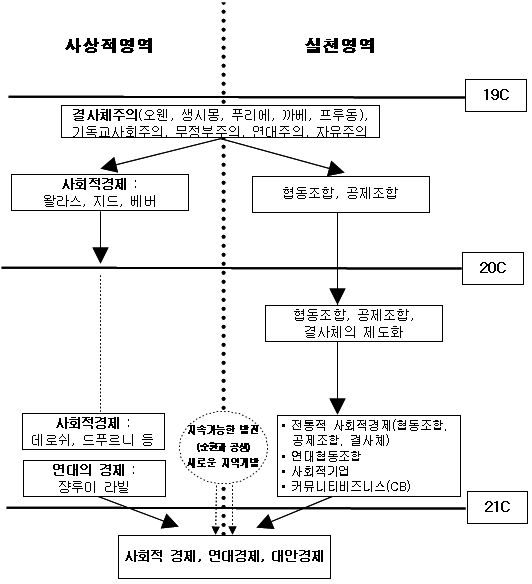 사상적영역
실천영역
19C
결사체주의(오웬, 생시몽, 푸리에, 까베, 프루동),
기독교사회주의, 무정부주의, 연대주의, 자유주의
사회적경제 :
왈라스, 지드, 베버
협동조합, 공제조합
20C
협동조합, 공제조합,
결사체의 제도화
사회적경제 :
데로쉬, 드푸르니 등
연대의 경제 :
쟝루이 라빌
지속가능한 발전
(순환과 공생)
새로운 지역개발
• 전통적 사회적경제(협동조합,
공제조합, 결사체)
• 연대협동조합
• 사회적기업
• 커뮤니티비즈니스(CB)
21C
사회적 경제, 연대경제, 대안경제